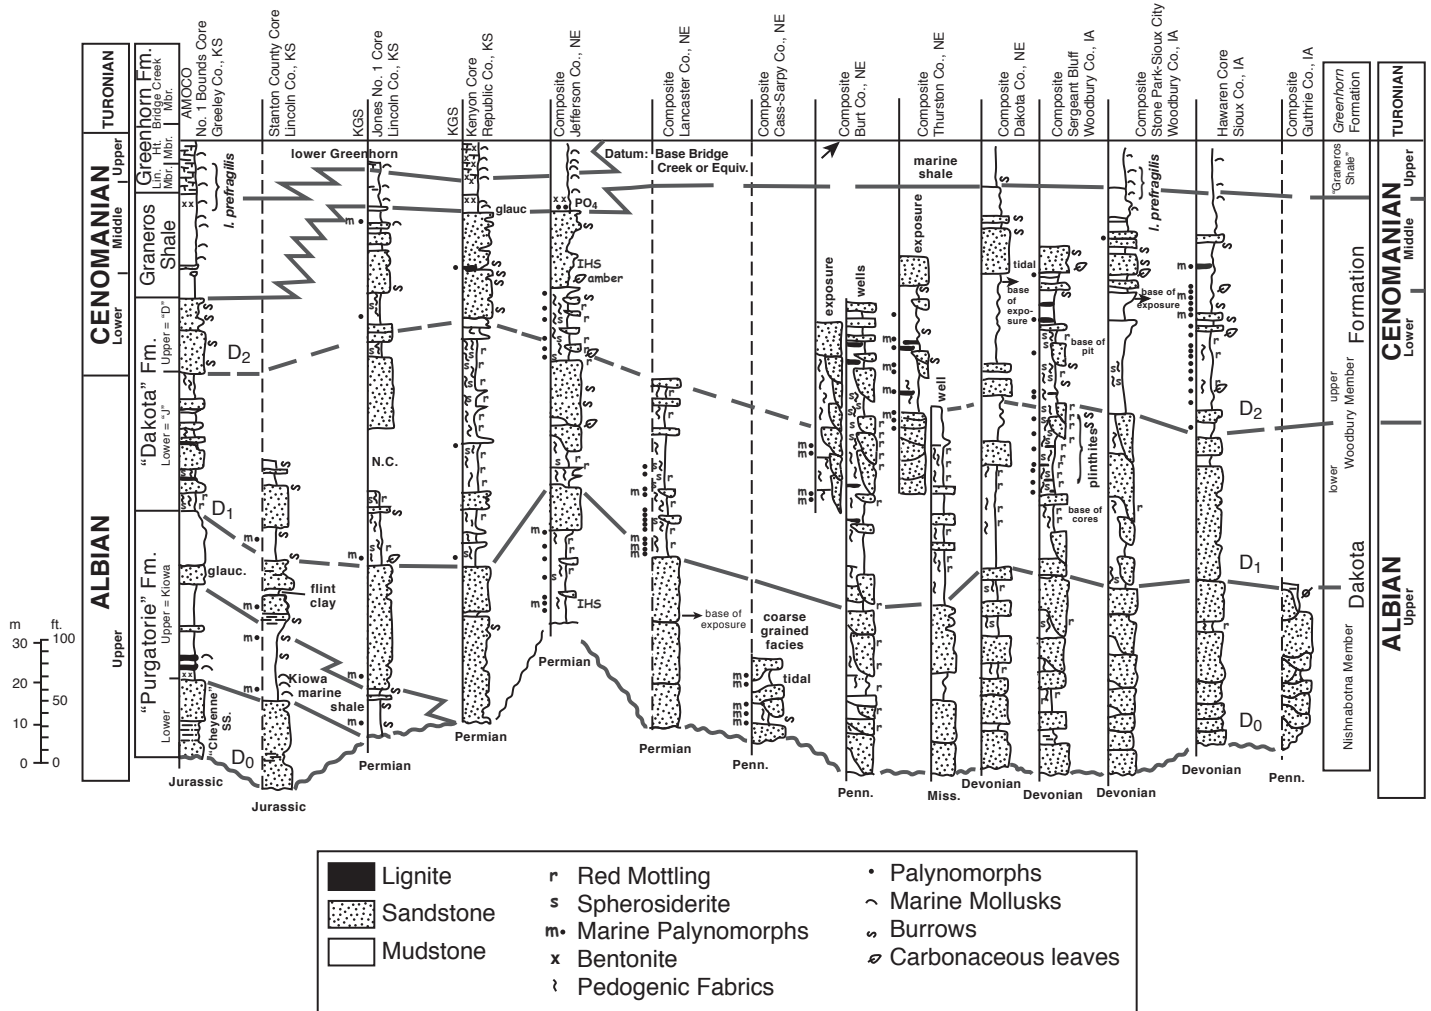 TURONIAN
CENOMANIAN
Upper
Middle
Lower
ALBIAN
Upper
Greenhorn Fm.
Bridge Creek
Mbr.
Lin.
Mbr.
Ht.
Mbr.
Graneros
Shale
"Dakota" Fm.
Upper = "D"
Lower = "J"
"Purgatorie" Fm.
Upper = Kiowa
Lower
AMOCO
No. 1 Bounds Core
Greeley Co., KS
Stanton County Core
Lincoln Co., KS
KGS
Jones No. 1 Core
Lincoln Co., KS
KGS
Kenyon Core
Republic Co., KS
Composite
Jefferson Co., NE
Composite
Lancaster Co., NE
Composite
Cass-Sarpy Co., NE
Composite
Burt Co., NE
Composite
Thurston Co., NE
Composite
Dakota Co., NE
Composite
Sergeant Bluff
Woodbury Co., IA
Composite
Stone Park-Sioux City
Woodbury Co., IA
Hawaren Core
Sioux Co., IA
Composite
Guthrie Co., IA
Greenhorn
Formation
"Graneros
Shale"
Dakota Formation
upper
Woodbury Member
lower
Nishnabotna Member
TURONIAN
CENOMANIAN
Upper
Middle
Lower
ALBIAN
Upper
lower Greenhorn
Datum: Base Bridge
Creek or Equiv.
marine
shale
I. prefragilis
I. prefragilis
glauc
PO4
IHS
amber
exposure
wells
exposure
well
tidal
base
of
expo-
sure
base of
exposure
base of
pit
plinthites
base of
cores
D2
D2
N.C.
D1
D1
glauc.
flint
clay
IHS
base of
exposure
coarse
grained
facies
tidal
Kiowa
marine
shale
"Cheyenne"
ss.
D0
D0
m
ft.
30
100
20
50
10
0
0
Jurassic
Jurassic
Permian
Permian
Permian
Permian
Penn.
Penn.
Miss.
Devonian
Devonian
Devonian
Devonian
Penn.
Lignite
Sandstone
Mudstone
r Red Mottling
s Spherosiderite
m• Marine Palynomorphs
x Bentonite
Pedogenic Fabrics
• Palynomorphs
Marine Mollusks
Burrows
Carbonaceous leaves